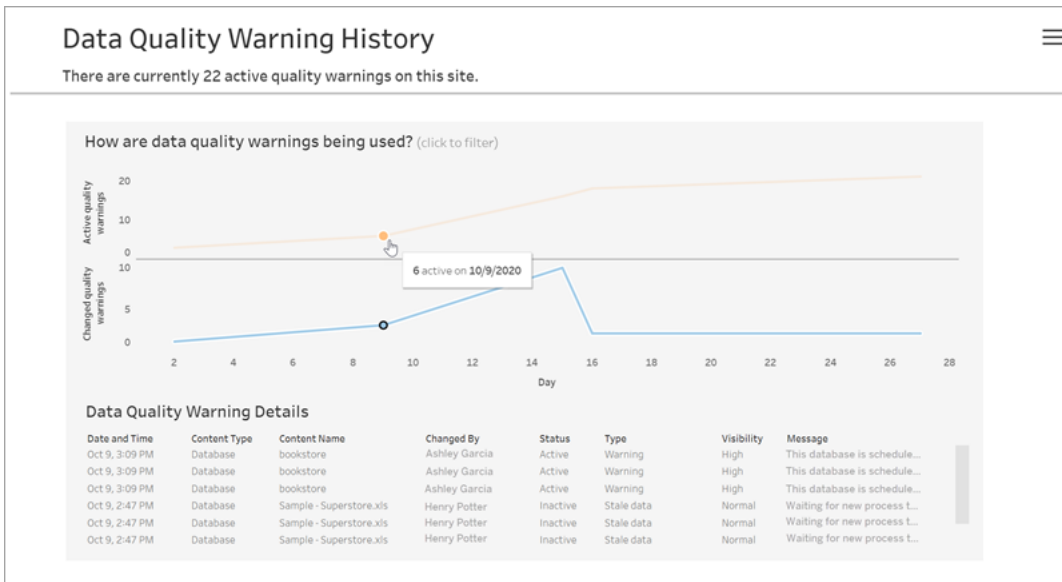 Data Quality Warning History
There are currently 22 active quality warnings on this site.
How are data quality warnings being used? (click to filter)
Active quality
warnings
20
10
0
6 active on 10/9/2020
Changed quality
warnings
10
5
0
2 4 6 8 10 12 14 16 18 20 22 24 26 28
Day
Data Quality Warning Details
Date and Time Content Type Content Name Changed By Status Type Visibility Message
Oct 9, 3:09 PM Database bookstore Ashley Garcia Active Warning High This database is schedule...
Oct 9, 3:09 PM Database bookstore Ashley Garcia Active Warning High This database is schedule...
Oct 9, 3:09 PM Database bookstore Ashley Garcia Active Warning High This database is schedule...
Oct 9, 2:47 PM Database Sample - Superstore.xls Henry Potter Inactive Stale data Normal Waiting for new process t...
Oct 9, 2:47 PM Database Sample - Superstore.xls Henry Potter Inactive Stale data Normal Waiting for new process t...
Oct 9, 2:47 PM Database Sample - Superstore.xls Henry Potter Inactive Stale data Normal Waiting for new process t...